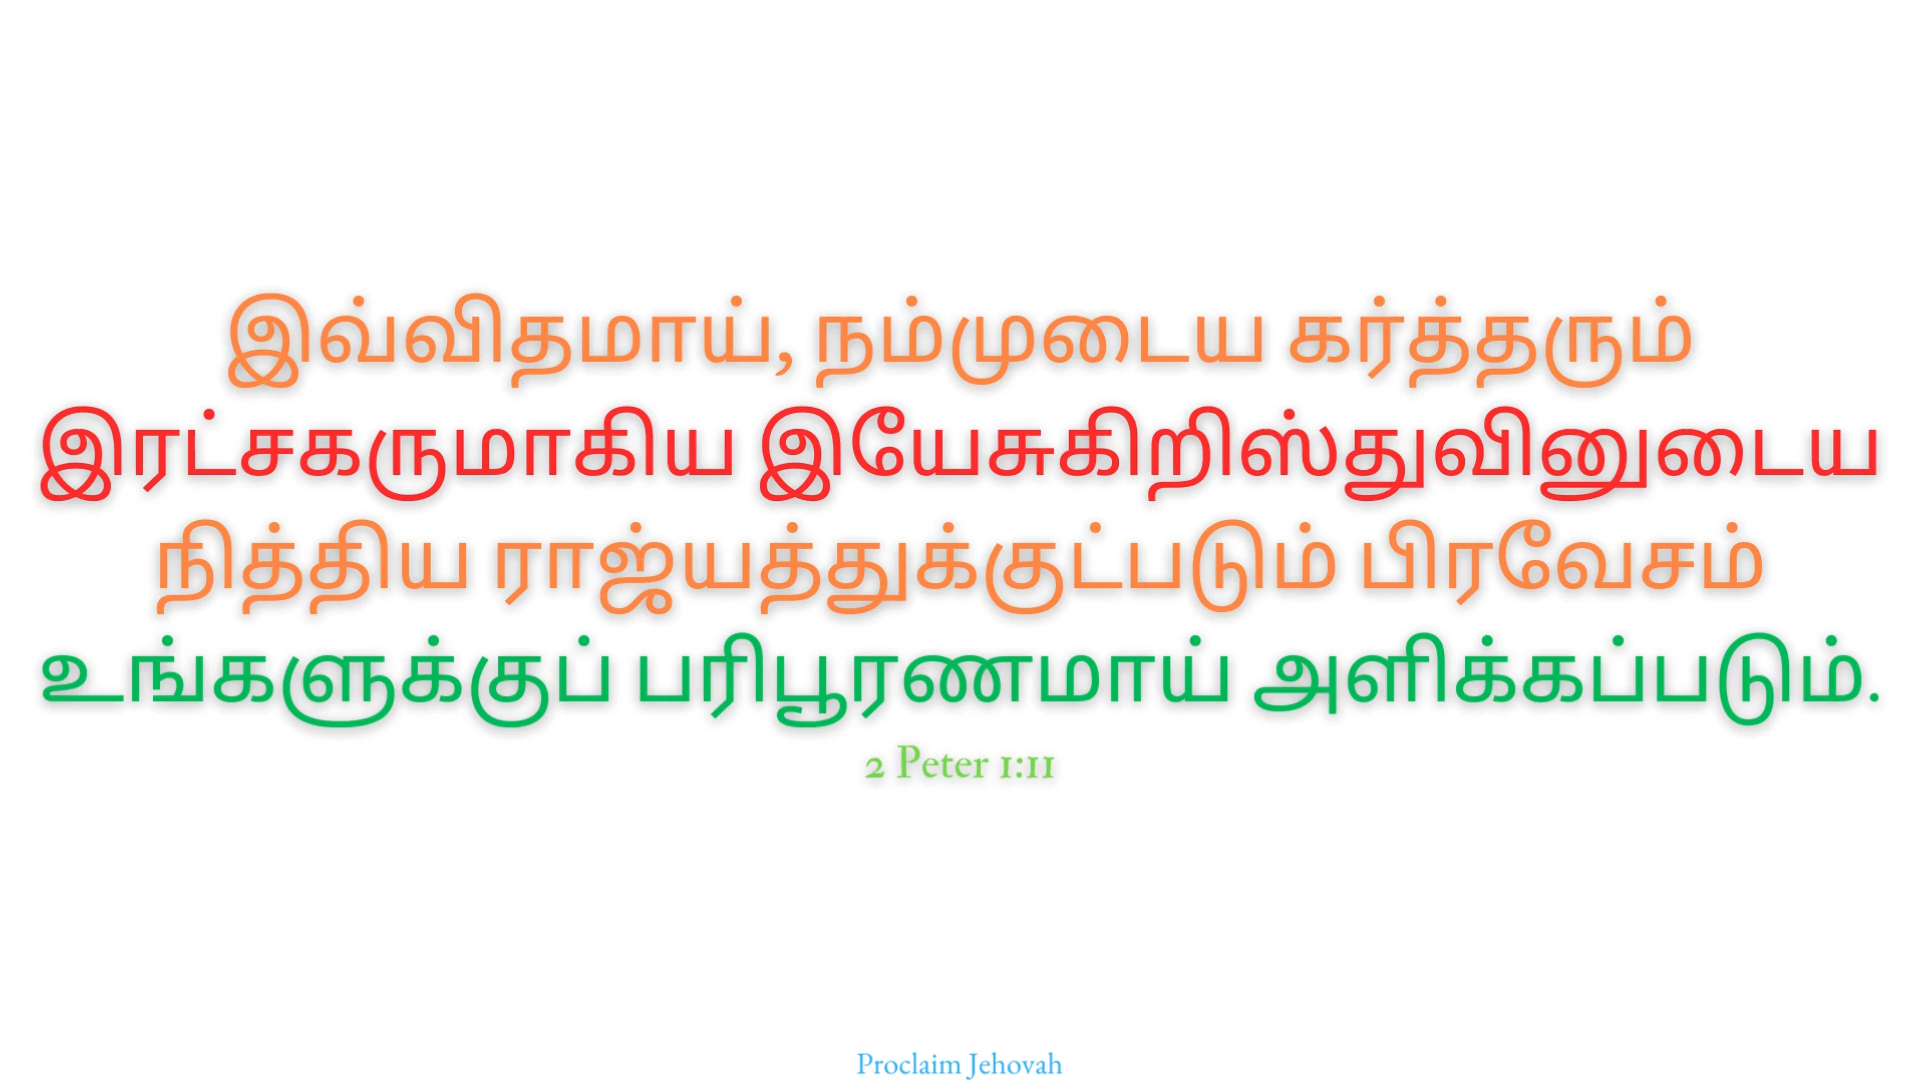 இவ்விதமாய், நம்முடைய கர்த்தரும்
இரட்சகருமாகிய இயேசுகிறிஸ்துவினுடைய
நித்திய ராஜ்யத்துக்குட்படும் பிரவேசம்
உங்களுக்குப் பரிபூரணமாய் அளிக்கப்படும்.
2 Peter 1:11
Proclaim Jehovah